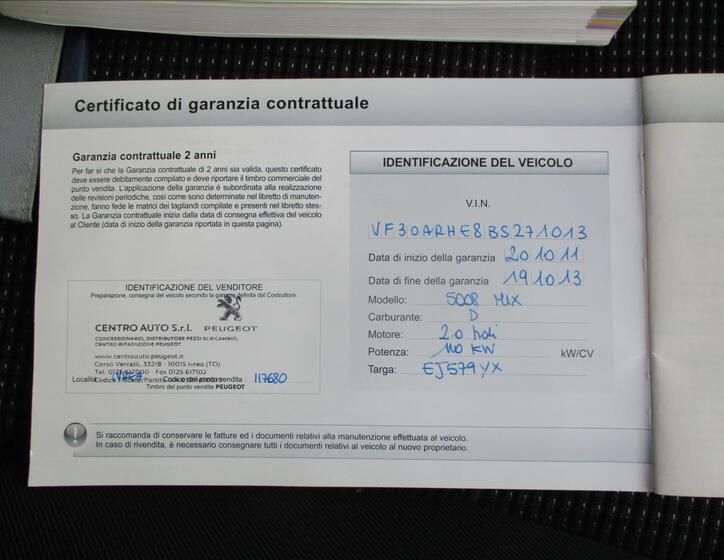 Certificato di garanzia contrattuale
Garanzia contrattuale 2 anni
Per far sì che la Garanzia contrattuale di 2 anni sia valida, questo certificato
deve essere debitamente compilato e deve riportare il timbro commerciale del
punto vendita. L'applicazione della garanzia è subordinata alla realizzazione
delle revisioni periodiche, così come sono determinate nel libretto di manuten-
zione, fanno fede le matrici dei tagliandi compilate e presenti nel libretto stes-
so. La Garanzia contrattuale inizia dalla data di consegna effettiva del veicolo
al Cliente (data di inizio della garanzia riportata in questa pagina).
IDENTIFICAZIONE DEL VENDITORE
Preparazione, consegna del veicolo secondo la gamma definita dal Costruttore.
CENTRO AUTO S.r.l. PEUGEOT
CONCESSIONARIO, DISTRIBUTORE PEZZI DI RICAMBIO,
CENTRO RIPARAZIONE PEUGEOT
www.centroauto.peugeot.it
Corso Vercelli, 332/B - 10015 Ivrea (TO)
Tel. 0125.617000 - Fax 0125.617102
Località: IVREA Codice del punto vendita : 117680
Timbro del punto vendita PEUGEOT
IDENTIFICAZIONE DEL VEICOLO
V.I.N.
VF30ARHE8BS271013
Data di inizio della garanzia 20 10 11
Data di fine della garanzia 19 10 13
Modello: 5008 MIX
Carburante: D
Motore: 2.0 hdi
Potenza: 110 KW kW/CV
Targa: EJ579YX
Si raccomanda di conservare le fatture ed i documenti relativi alla manutenzione effettuata al veicolo.
In caso di rivendita, è necessario consegnare tutti i documenti relativi al veicolo al nuovo proprietario.